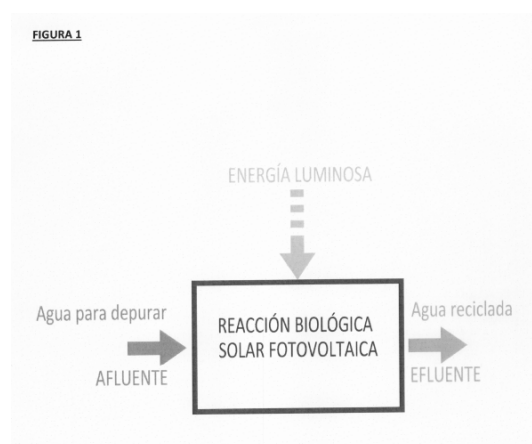 FIGURA 1
ENERGÍA LUMINOSA
Agua para depurar
AFLUENTE
REACCIÓN BIOLÓGICA
SOLAR FOTOVOLTAICA
Agua reciclada
EFLUENTE